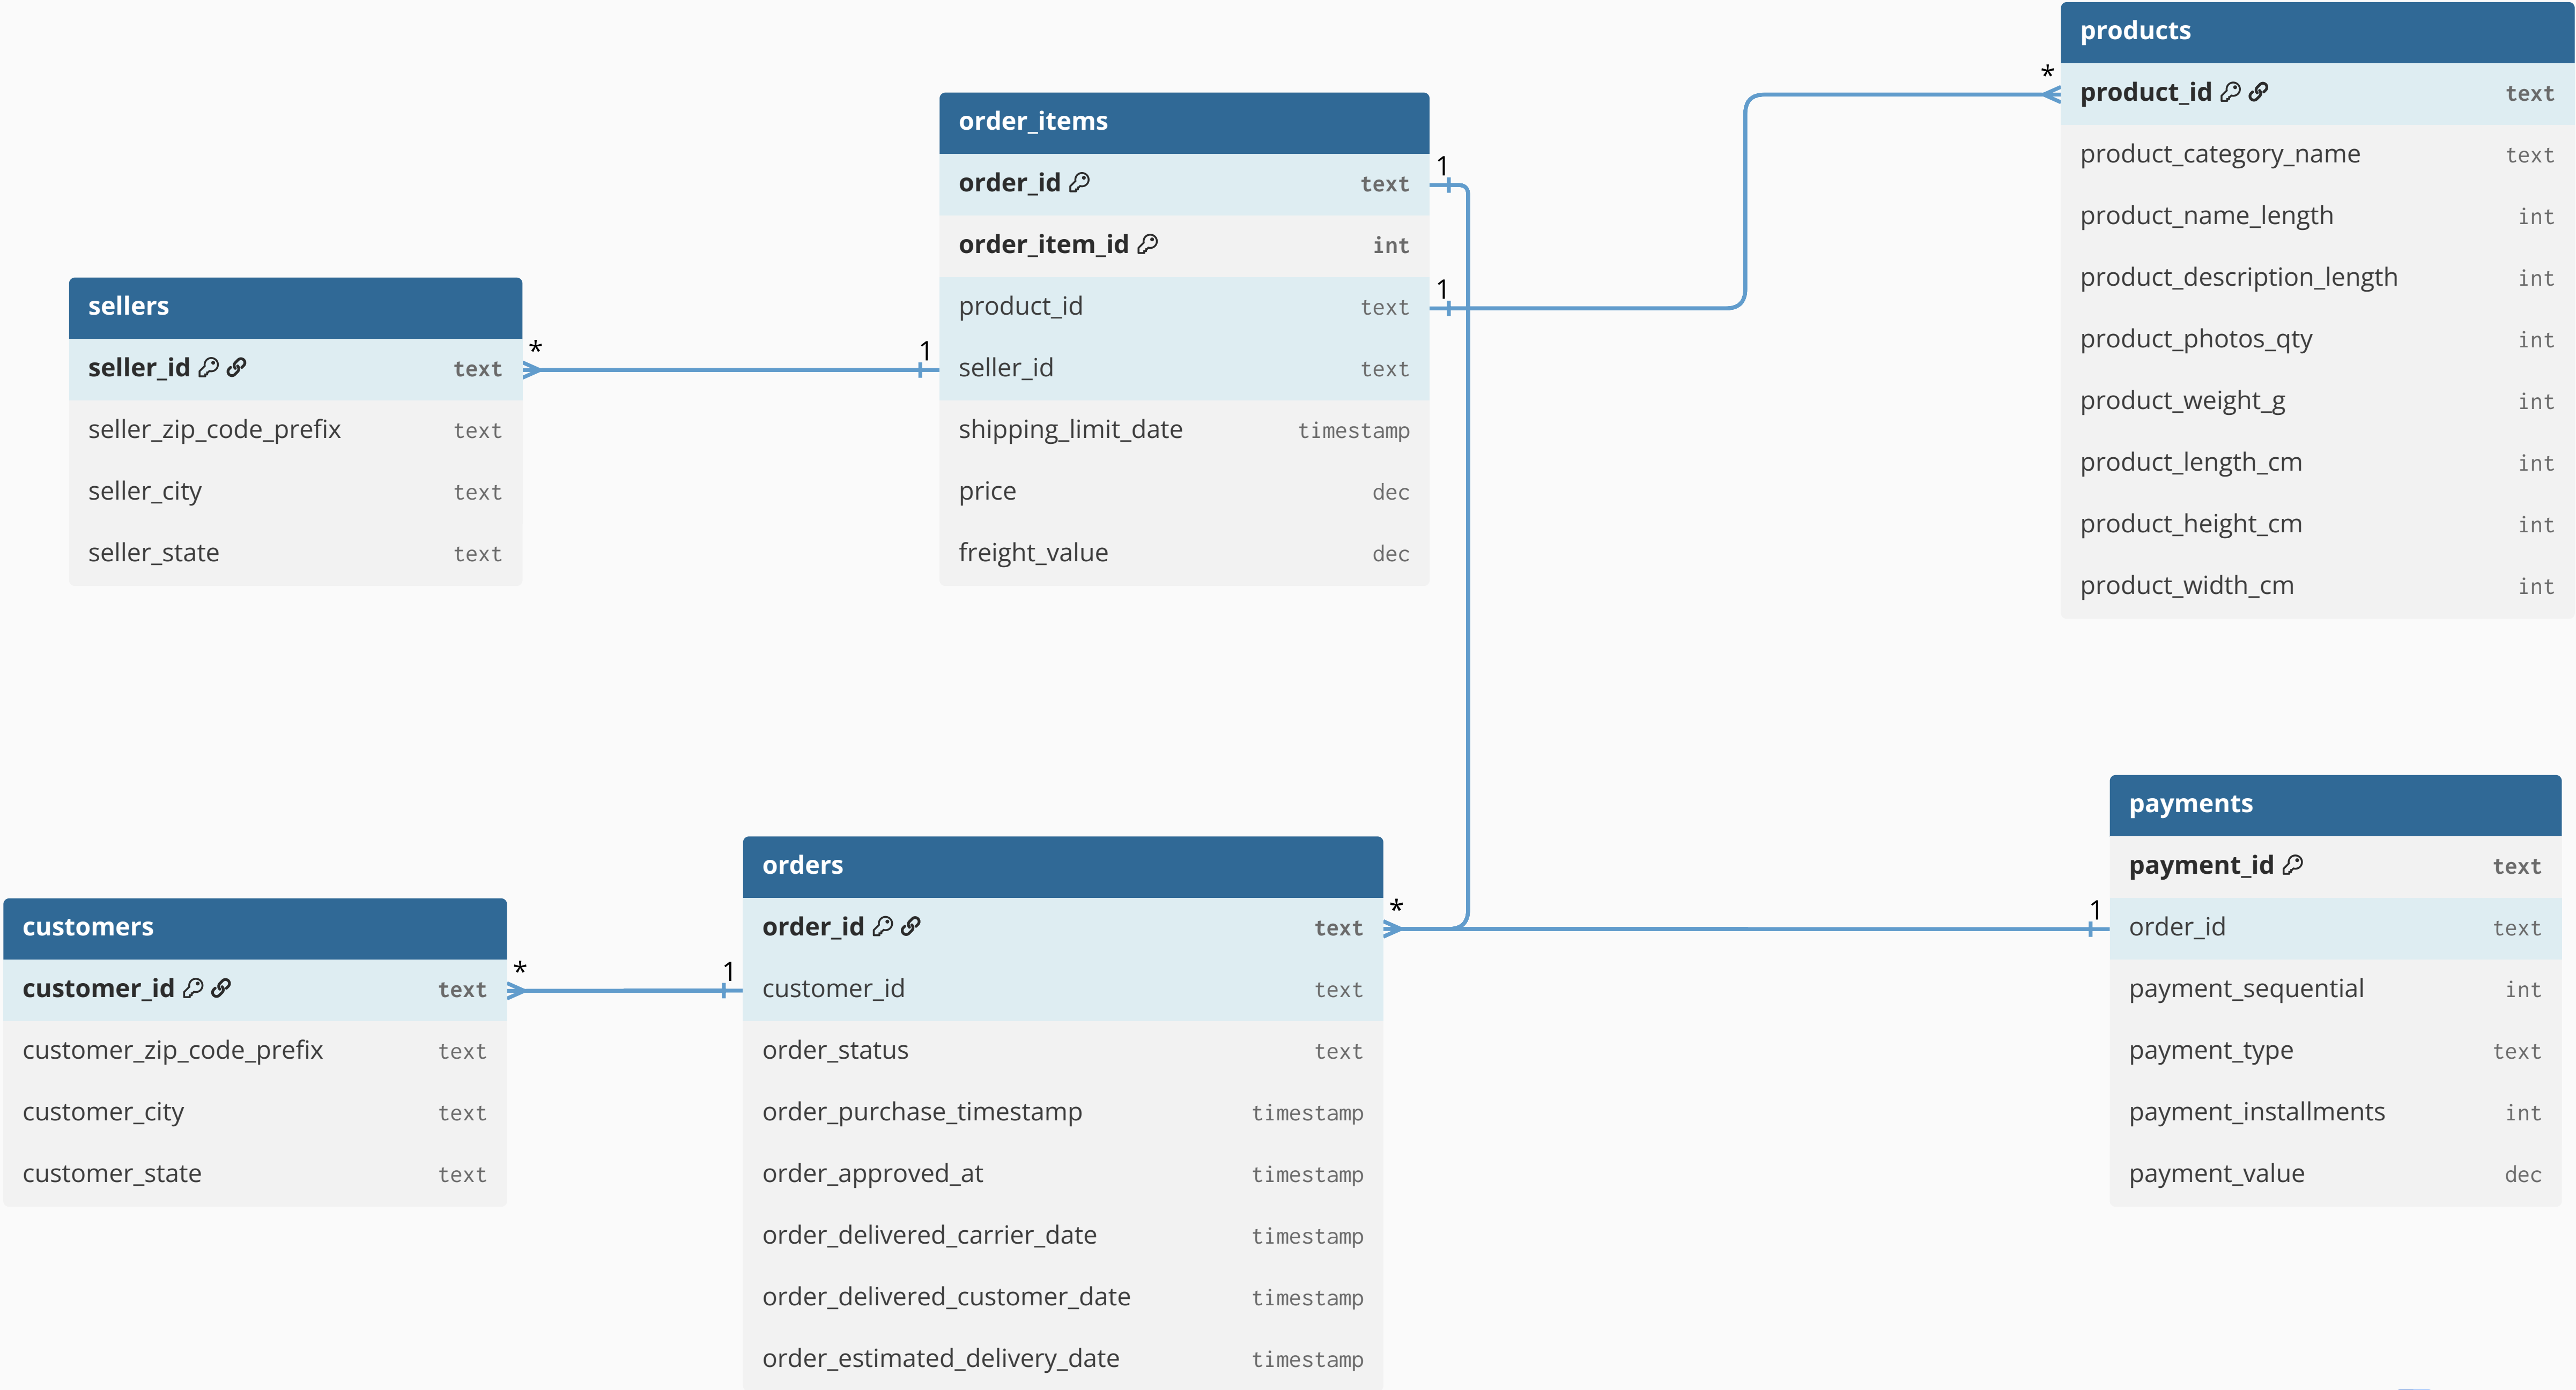 products
product_id text
product_category_name text
product_name_length int
product_description_length int
product_photos_qty int
product_weight_g int
product_length_cm int
product_height_cm int
product_width_cm int
*
order_items
order_id text
order_item_id int
product_id text
seller_id text
shipping_limit_date timestamp
price dec
freight_value dec
1
1
1
sellers
seller_id text
seller_zip_code_prefix text
seller_city text
seller_state text
*
payments
payment_id text
order_id text
payment_sequential int
payment_type text
payment_installments int
payment_value dec
1
orders
order_id text
customer_id text
order_status text
order_purchase_timestamp timestamp
order_approved_at timestamp
order_delivered_carrier_date timestamp
order_delivered_customer_date timestamp
order_estimated_delivery_date timestamp
*
1
customers
customer_id text
customer_zip_code_prefix text
customer_city text
customer_state text
*